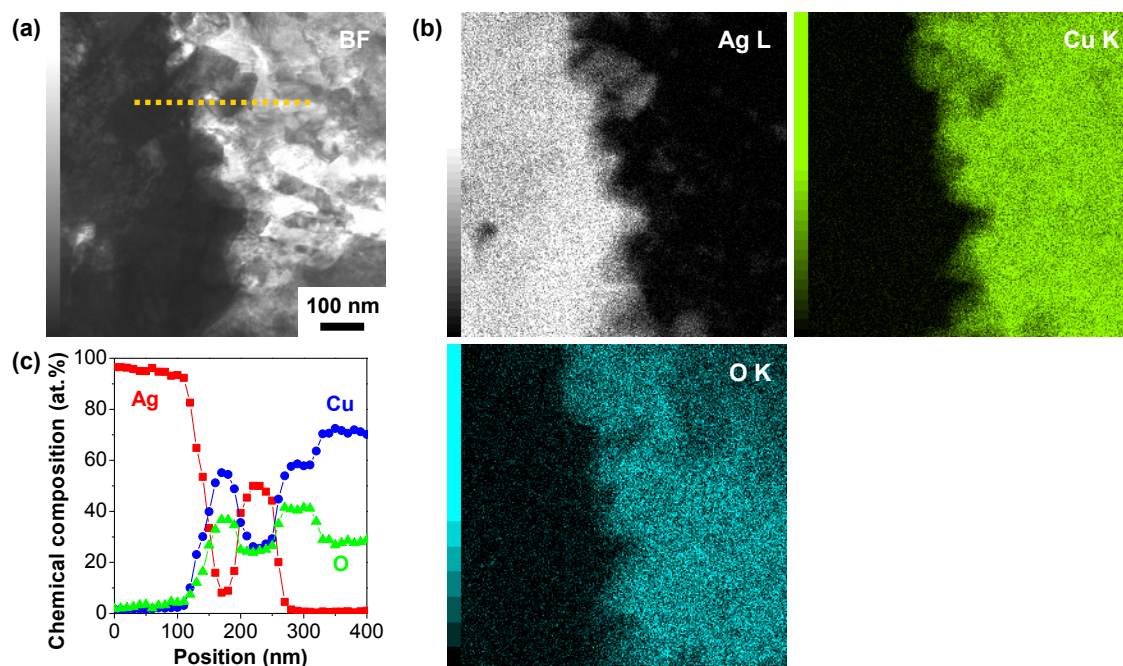 (a)
BF
100 nm
(b)
Ag L
Cu K
O K
(c)
Chemical composition (at.%)
100
80
60
40
20
0
Ag
Cu
O
0 100 200 300 400
Position (nm)